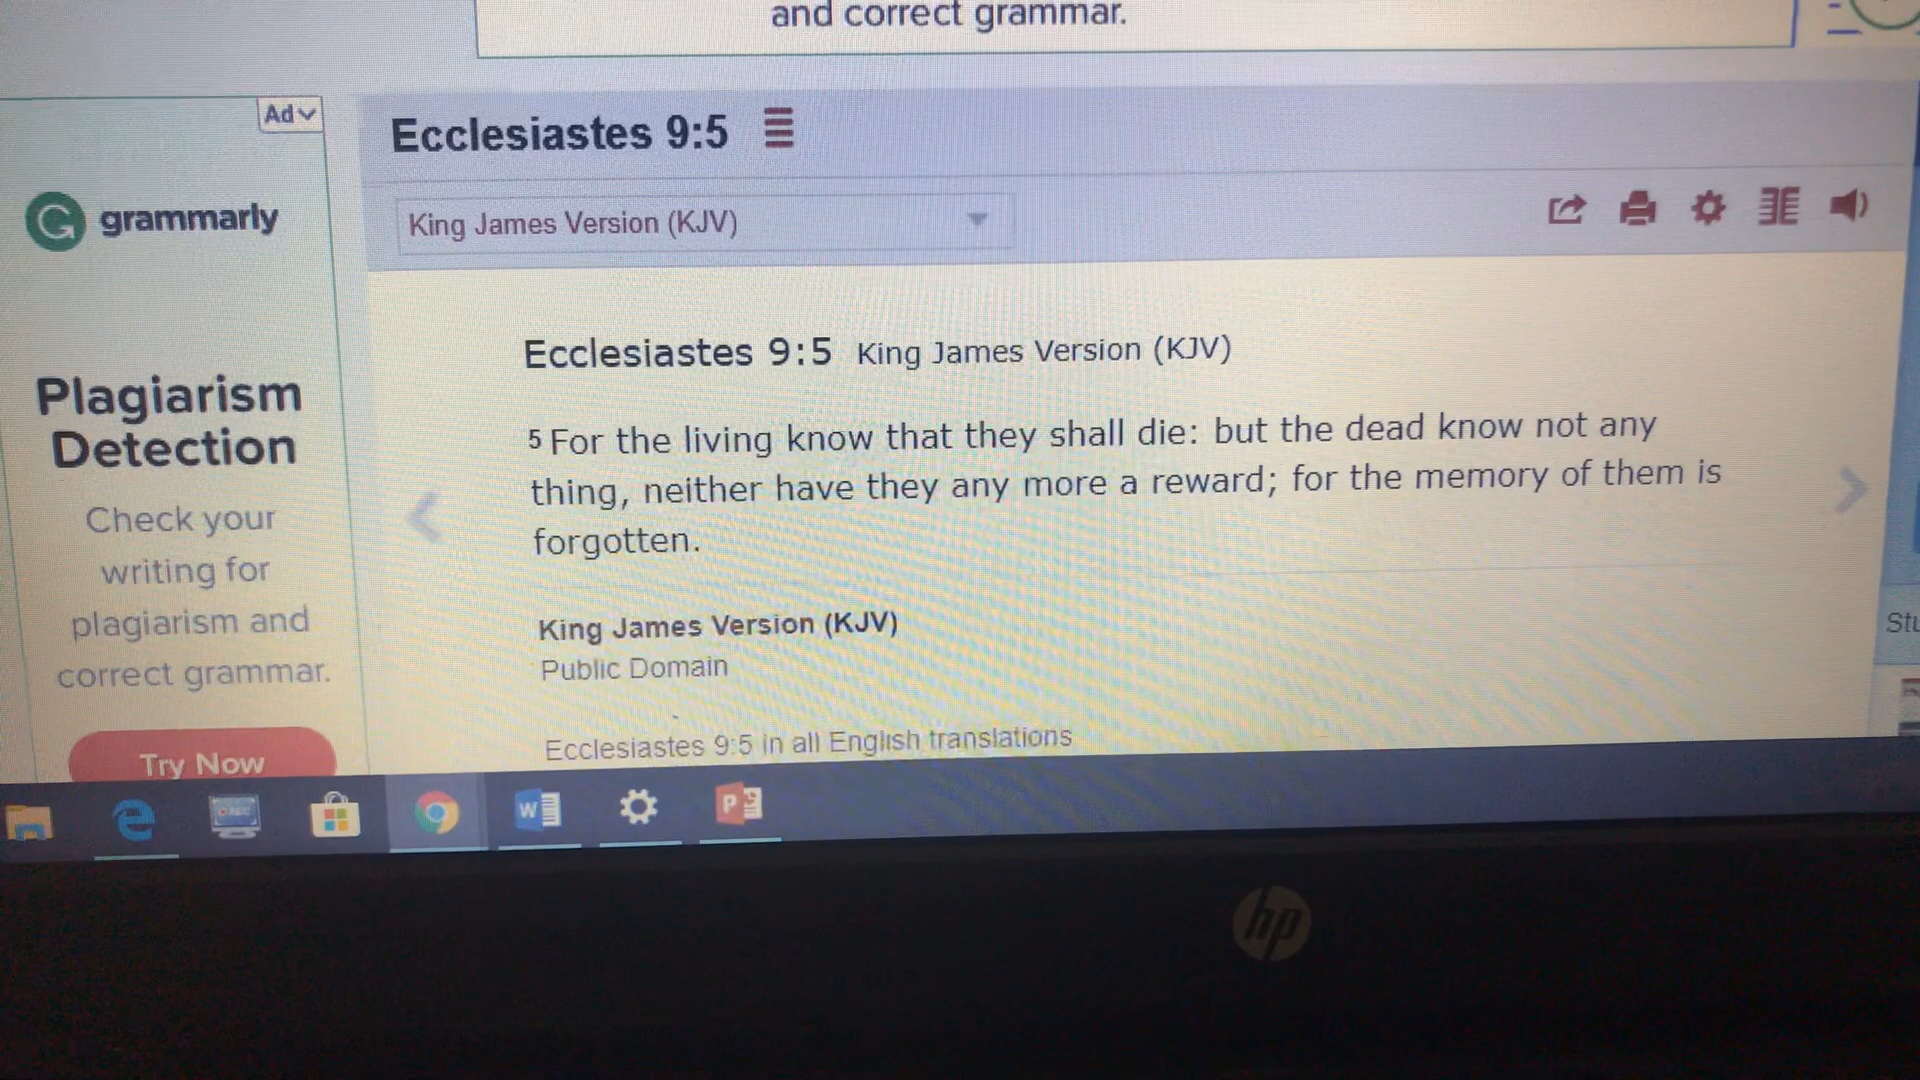 and correct grammar.
Ad
grammarly
Plagiarism
Detection
Check your
writing for
plagiarism and
correct grammar.
Try Now
Ecclesiastes 9:5
King James Version (KJV)
Ecclesiastes 9:5 King James Version (KJV)
5 For the living know that they shall die: but the dead know not any
thing, neither have they any more a reward; for the memory of them is
forgotten.
King James Version (KJV)
Public Domain
Ecclesiastes 9:5 in all English translations
hp